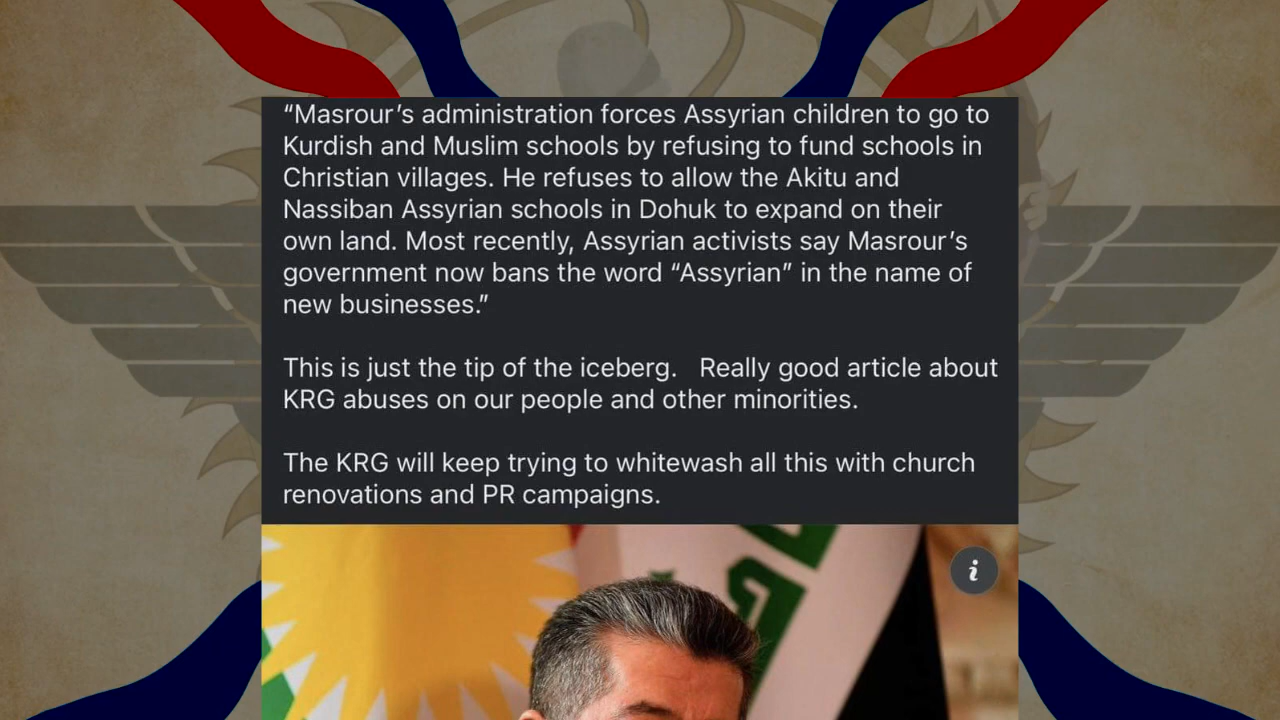 “Masrour’s administration forces Assyrian children to go to
Kurdish and Muslim schools by refusing to fund schools in
Christian villages. He refuses to allow the Akitu and
Nassiban Assyrian schools in Dohuk to expand on their
own land. Most recently, Assyrian activists say Masrour’s
government now bans the word “Assyrian” in the name of
new businesses.”
This is just the tip of the iceberg.   Really good article about
KRG abuses on our people and other minorities.
The KRG will keep trying to whitewash all this with church
renovations and PR campaigns.